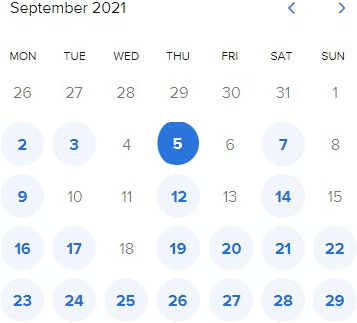 September 2021
MON TUE WED THU FRI SAT SUN
26 27 28 29 30 31 1
2 3 4 5 6 7 8
9 10 11 12 13 14 15
16 17 18 19 20 21 22
23 24 25 26 27 28 29